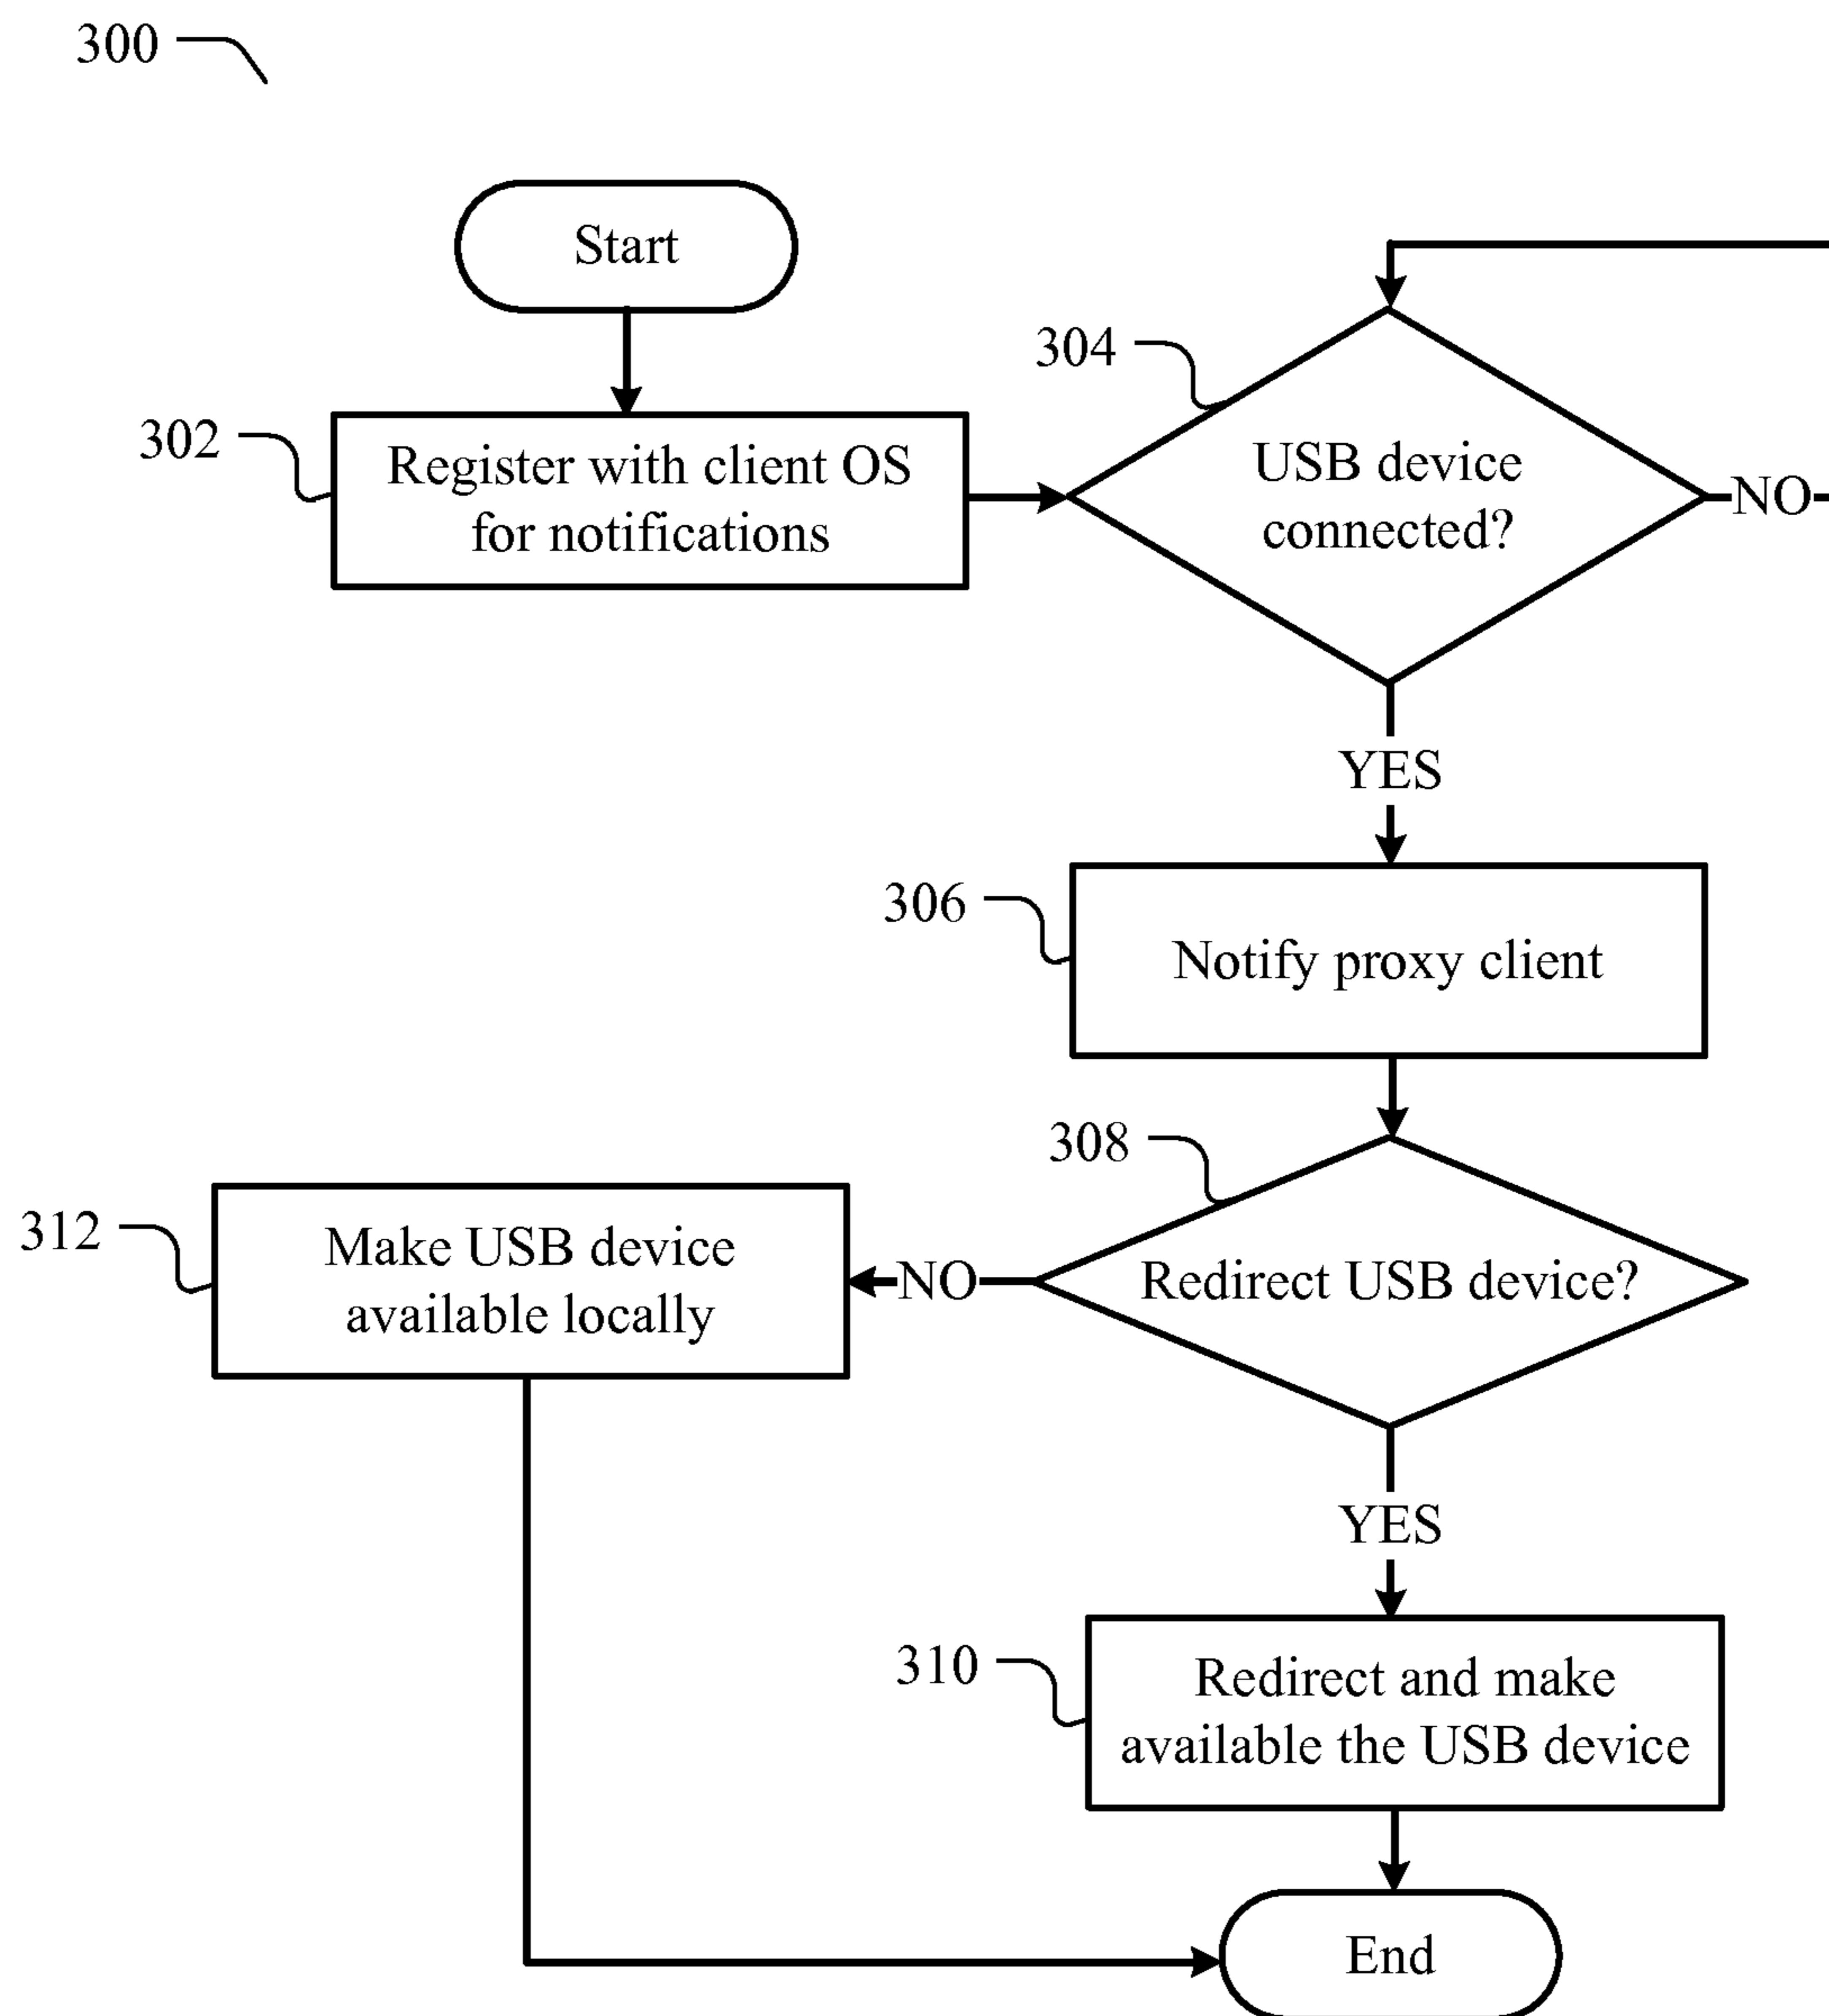 300
Start
302
Register with client OS
for notifications
304
USB device
connected?
NO
YES
306
Notify proxy client
308
Redirect USB device?
NO
312
Make USB device
available locally
YES
310
Redirect and make
available the USB device
End